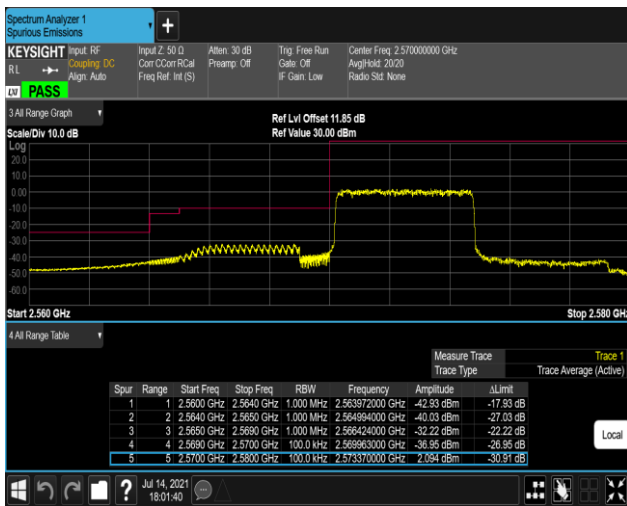 Spectrum Analyzer 1
Spurious Emissions
+
KEYSIGHT Input: RF Input Z: 50 Ω Atten: 30 dB Trig: Free Run Center Freq: 2.570000000 GHz
RL Coupling: DC Corr CCorr RCal Preamp: Off Gate: Off Avg|Hold: 20/20
Align: Auto Freq Ref: Int (S) IF Gain: Low Radio Std: None
LXI PASS
3 All Range Graph
Ref Lvl Offset 11.85 dB
Scale/Div 10.0 dB Ref Value 30.00 dBm
Log
20.0
10.0
0.00
-10.0
-20.0
-30.0
-40.0
-50.0
-60.0
Start 2.560 GHz Stop 2.580 GHz
4 All Range Table
Measure Trace Trace 1
Trace Type Trace Average (Active)
Spur Range Start Freq Stop Freq RBW Frequency Amplitude ΔLimit
1 1 2.5600 GHz 2.5640 GHz 1.000 MHz 2.563972000 GHz -42.93 dBm -17.93 dB
2 2 2.5640 GHz 2.5650 GHz 1.000 MHz 2.564994000 GHz -40.03 dBm -27.03 dB
3 3 2.5650 GHz 2.5690 GHz 1.000 MHz 2.566424000 GHz -32.22 dBm -22.22 dB
4 4 2.5690 GHz 2.5700 GHz 100.0 kHz 2.569963000 GHz -36.95 dBm -26.95 dB
5 5 2.5700 GHz 2.5800 GHz 100.0 kHz 2.573370000 GHz 2.094 dBm -30.91 dB
Local
? Jul 14, 2021
18:01:40